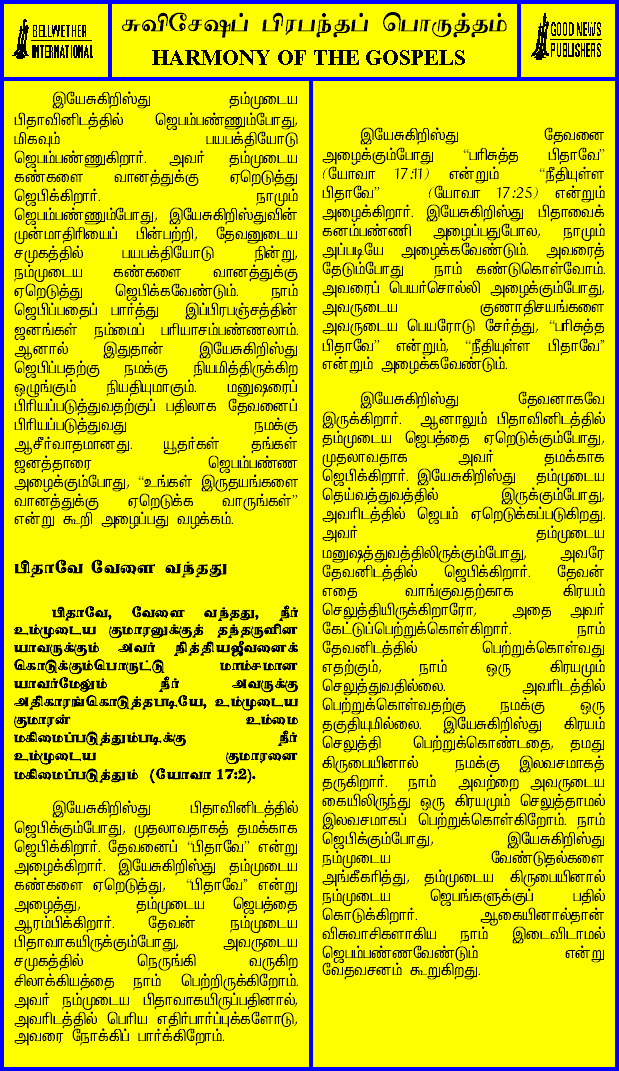 BELLWETHER
INTERNATIONAL
சுவிசேஷப் பிரபந்தப் பொருத்தம்
HARMONY OF THE GOSPELS
GOOD NEWS
PUBLISHERS
இயேசுகிறிஸ்து தம்முடைய
பிதாவினிடத்தில் ஜெபம்பண்ணும்போது,
மிகவும் பயபக்தியோடு
ஜெபம்பண்ணுகிறார். அவர் தம்முடைய
கண்களை வானத்துக்கு ஏறெடுத்து
ஜெபிக்கிறார். நாமும்
ஜெபம்பண்ணும்போது, இயேசுகிறிஸ்துவின்
முன்மாதிரியைப் பின்பற்றி, தேவனுடைய
சமுகத்தில் பயபக்தியோடு நின்று,
நம்முடைய கண்களை வானத்துக்கு
ஏறெடுத்து ஜெபிக்கவேண்டும். நாம்
ஜெபிப்பதைப் பார்த்து இப்பிரபஞ்சத்தின்
ஜனங்கள் நம்மைப் பரியாசம்பண்ணலாம்.
ஆனால் இதுதான் இயேசுகிறிஸ்து
ஜெபிப்பதற்கு நமக்கு நியமித்திருக்கிற
ஒழுங்கும் நியதியுமாகும். மனுஷரைப்
பிரியப்படுத்துவதற்குப் பதிலாக தேவனைப்
பிரியப்படுத்துவது நமக்கு
ஆசீர்வாதமானது. யூதர்கள் தங்கள்
ஜனத்தாரை ஜெபம்பண்ண
அழைக்கும்போது, “உங்கள் இருதயங்களை
வானத்துக்கு ஏறெடுக்க வாருங்கள்”
என்று கூறி அழைப்பது வழக்கம்.
பிதாவே வேளை வந்தது
பிதாவே, வேளை வந்தது, நீர்
உம்முடைய குமாரனுக்குத் தந்தருளின
யாவருக்கும் அவர் நித்தியஜீவனைக்
கொடுக்கும்பொருட்டு மாம்சமான
யாவர்மேலும் நீர் அவருக்கு
அதிகாரங்கொடுத்தபடியே, உம்முடைய
குமாரன் உம்மை
மகிமைப்படுத்தும்படிக்கு நீர்
உம்முடைய குமாரனை
மகிமைப்படுத்தும் (யோவா 17:2).
இயேசுகிறிஸ்து பிதாவினிடத்தில்
ஜெபிக்கும்போது, முதலாவதாகத் தமக்காக
ஜெபிக்கிறார். தேவனைப் “பிதாவே” என்று
அழைக்கிறார். இயேசுகிறிஸ்து தம்முடைய
கண்களை ஏறெடுத்து, “பிதாவே” என்று
அழைத்து, தம்முடைய ஜெபத்தை
ஆரம்பிக்கிறார். தேவன் நம்முடைய
பிதாவாகயிருக்கும்போது, அவருடைய
சமுகத்தில் நெருங்கி வருகிற
சிலாக்கியத்தை நாம் பெற்றிருக்கிறோம்.
அவர் நம்முடைய பிதாவாகயிருப்பதினால்,
அவரிடத்தில் பெரிய எதிர்பார்ப்புக்களோடு,
அவரை நோக்கிப் பார்க்கிறோம்.
இயேசுகிறிஸ்து தேவனை
அழைக்கும்போது “பரிசுத்த பிதாவே”
(யோவா 17:11) என்றும் “நீதியுள்ள
பிதாவே” (யோவா 17:25) என்றும்
அழைக்கிறார். இயேசுகிறிஸ்து பிதாவைக்
கனம்பண்ணி அழைப்பதுபோல, நாமும்
அப்படியே அழைக்கவேண்டும். அவரைத்
தேடும்போது நாம் கண்டுகொள்வோம்.
அவரைப் பெயர்சொல்லி அழைக்கும்போது,
அவருடைய குணாதிசயங்களை
அவருடைய பெயரோடு சேர்த்து, “பரிசுத்த
பிதாவே” என்றும், “நீதியுள்ள பிதாவே”
என்றும் அழைக்கவேண்டும்.
இயேசுகிறிஸ்து தேவனாகவே
இருக்கிறார். ஆனாலும் பிதாவினிடத்தில்
தம்முடைய ஜெபத்தை ஏறெடுக்கும்போது,
முதலாவதாக அவர் தமக்காக
ஜெபிக்கிறார். இயேசுகிறிஸ்து தம்முடைய
தெய்வத்துவத்தில் இருக்கும்போது,
அவரிடத்தில் ஜெபம் ஏறெடுக்கப்படுகிறது.
அவர் தம்முடைய
மனுஷத்துவத்திலிருக்கும்போது, அவரே
தேவனிடத்தில் ஜெபிக்கிறார். தேவன்
எதை வாங்குவதற்காக கிரயம்
செலுத்தியிருக்கிறாரோ, அதை அவர்
கேட்டுப்பெற்றுக்கொள்கிறார். நாம்
தேவனிடத்தில் பெற்றுக்கொள்வது
எதற்கும், நாம் ஒரு கிரயமும்
செலுத்துவதில்லை. அவரிடத்தில்
பெற்றுக்கொள்வதற்கு நமக்கு ஒரு
தகுதியுமில்லை. இயேசுகிறிஸ்து கிரயம்
செலுத்தி பெற்றுக்கொண்டதை, தமது
கிருபையினால் நமக்கு இலவசமாகத்
தருகிறார். நாம் அவற்றை அவருடைய
கையிலிருந்து ஒரு கிரயமும் செலுத்தாமல்
இலவசமாகப் பெற்றுக்கொள்கிறோம். நாம்
ஜெபிக்கும்போது, இயேசுகிறிஸ்து
நம்முடைய வேண்டுதல்களை
அங்கீகரித்து, தம்முடைய கிருபையினால்
நம்முடைய ஜெபங்களுக்குப் பதில்
கொடுக்கிறார். ஆகையினால்தான்
விசுவாசிகளாகிய நாம் இடைவிடாமல்
ஜெபம்பண்ணவேண்டும் என்று
வேதவசனம் கூறுகிறது.